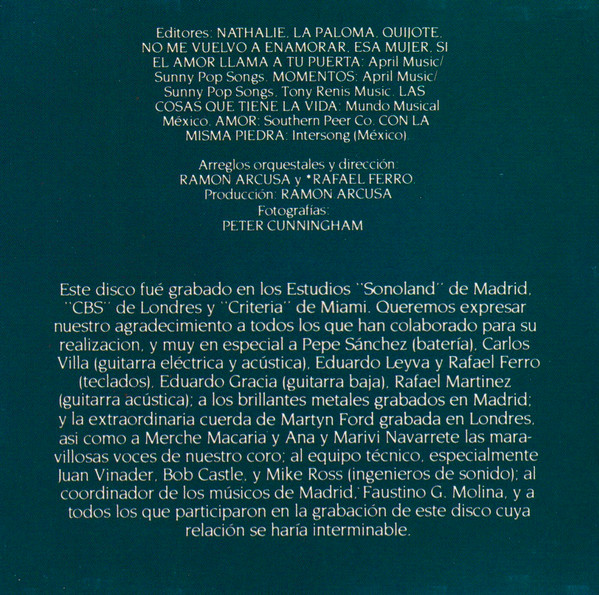 Editores: NATHALIE, LA PALOMA, QUIJOTE,
NO ME VUELVO A ENAMORAR, ESA MUJER, SI
EL AMOR LLAMA A TU PUERTA: April Music/
Sunny Pop Songs. MOMENTOS: April Music/
Sunny Pop Songs, Tony Renis Music. LAS
COSAS QUE TIENE LA VIDA: Mundo Musical
México. AMOR: Southern Peer Co. CON LA
MISMA PIEDRA: Intersong (México).
Arreglos orquestales y dirección:
RAMON ARCUSA y *RAFAEL FERRO.
Producción: RAMON ARCUSA
Fotografías:
PETER CUNNINGHAM
Este disco fué grabado en los Estudios "Sonoland" de Madrid,
"CBS" de Londres y "Criteria" de Miami. Queremos expresar
nuestro agradecimiento a todos los que han colaborado para su
realizacion, y muy en especial a Pepe Sánchez (batería), Carlos
Villa (guitarra eléctrica y acústica), Eduardo Leyva y Rafael Ferro
(teclados), Eduardo Gracia (guitarra baja), Rafael Martinez
(guitarra acústica); a los brillantes metales grabados en Madrid;
y la extraordinaria cuerda de Martyn Ford grabada en Londres,
asi como a Merche Macaria y Ana y Marivi Navarrete las mara-
villosas voces de nuestro coro; al equipo técnico, especialmente
Juan Vinader, Bob Castle, y Mike Ross (ingenieros de sonido); al
coordinador de los músicos de Madrid, Faustino G. Molina, y a
todos los que participaron en la grabación de este disco cuya
relación se haría interminable.